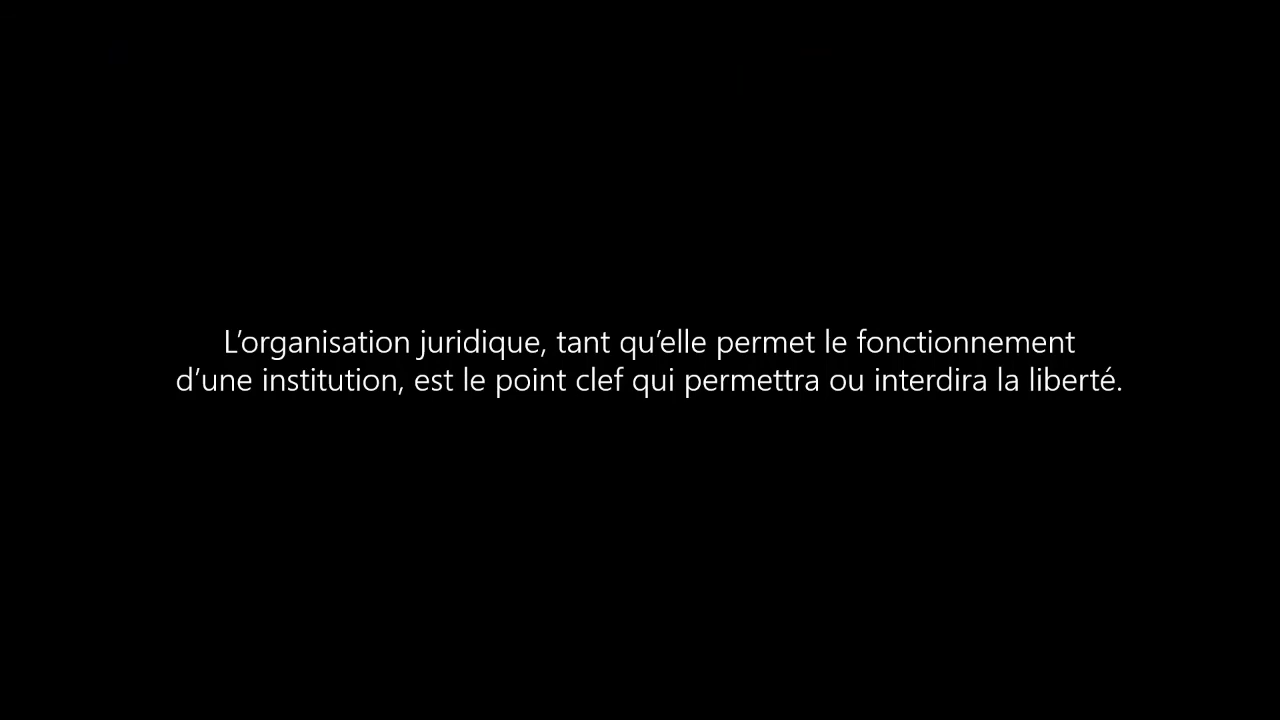 L’organisation juridique, tant qu’elle permet le fonctionnement
d’une institution, est le point clef qui permettra ou interdira la liberté.